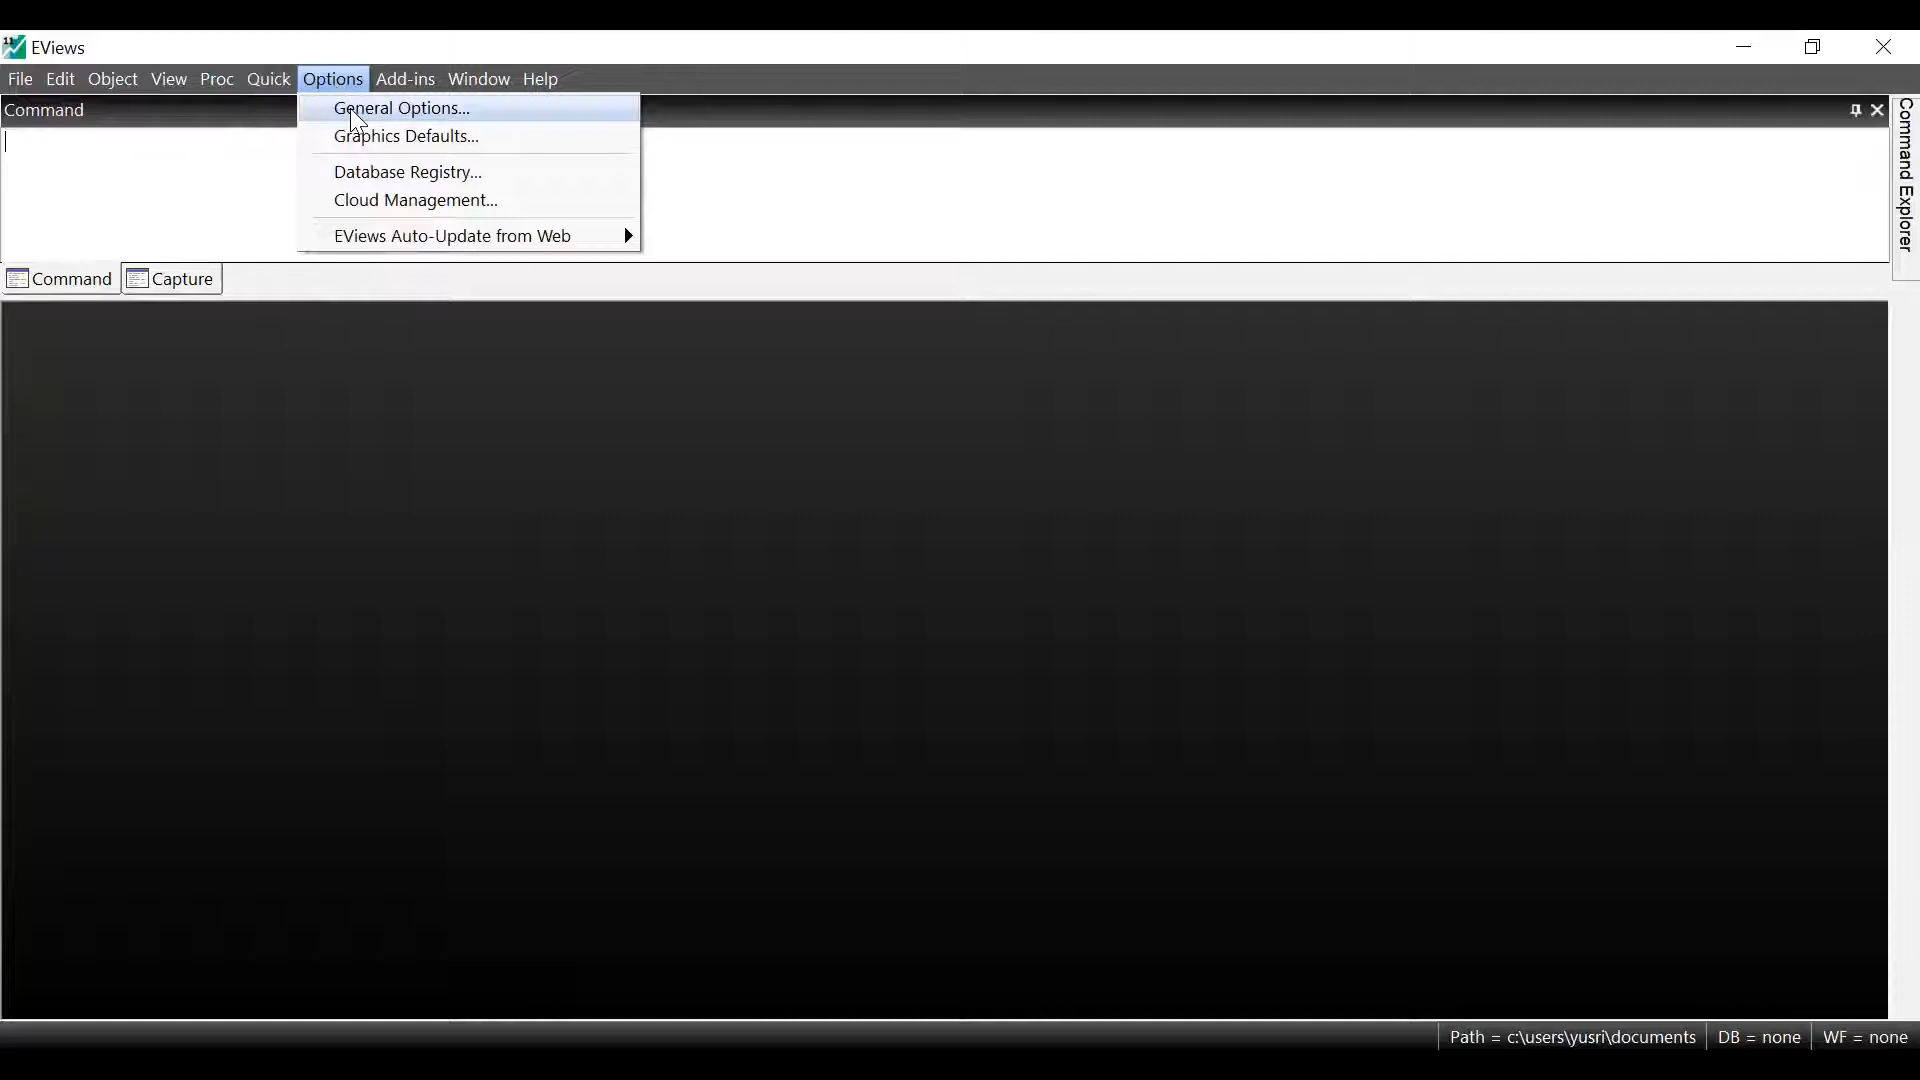 11 EViews
File Edit Object View Proc Quick Options Add-ins Window Help
General Options...
Command
Graphics Defaults...
Database Registry...
Cloud Management...
EViews Auto-Update from Web
Command Explorer
Command Capture
Path = c:\users\yusri\documents DB = none WF = none